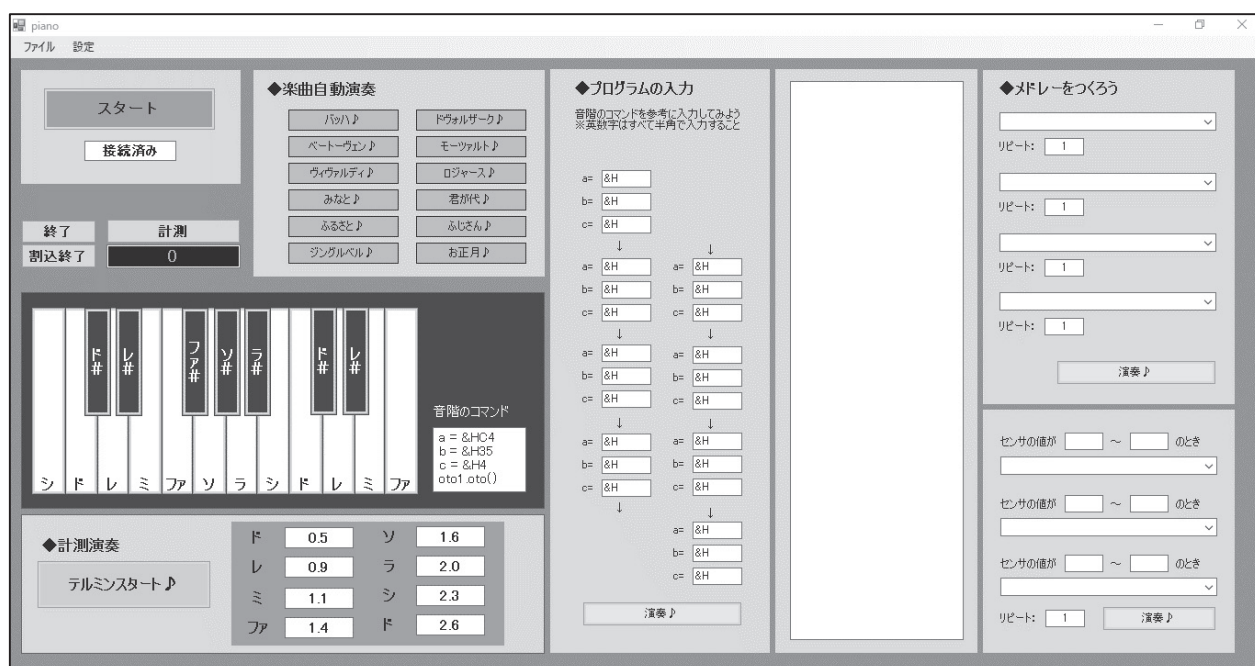 piano
ファイル 設定
スタート
接続済み
終了 計測
割込終了 0
◆楽曲自動演奏
バッハ♪ ドヴォルザーク♪
ベートーヴェン♪ モーツァルト♪
ヴィヴァルディ♪ ロジャース♪
みなと♪ 君が代♪
ふるさと♪ ふじさん♪
ジングルベル♪ お正月♪
ド# レ# ファ# ソ# ラ# ド# レ#
シ ド レ ミ ファ ソ ラ シ ド レ ミ ファ
音階のコマンド
a = &HC4
b = &H35
c = &H4
oto1.oto()
◆計測演奏
テルミンスタート♪
ド 0.5 ソ 1.6
レ 0.9 ラ 2.0
ミ 1.1 シ 2.3
ファ 1.4 ド 2.6
◆プログラムの入力
音階のコマンドを参考に入力してみよう
※英数字はすべて半角で入力すること
a= &H
b= &H
c= &H
↓ ↓
a= &H a= &H
b= &H b= &H
c= &H c= &H
↓ ↓
a= &H a= &H
b= &H b= &H
c= &H c= &H
↓ ↓
a= &H a= &H
b= &H b= &H
c= &H c= &H
↓ ↓
a= &H
b= &H
c= &H
演奏♪
◆メドレーをつくろう
リピート: 1
リピート: 1
リピート: 1
リピート: 1
演奏♪
センサの値が ～ のとき
センサの値が ～ のとき
センサの値が ～ のとき
リピート: 1 演奏♪